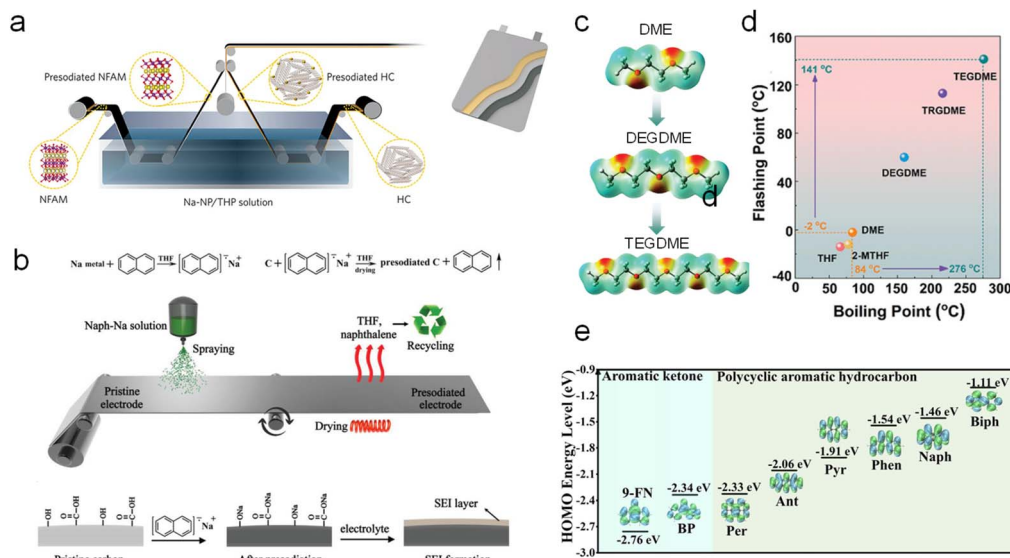 a
Presodiated NFAM
Presodiated HC
NFAM
HC
Na-NP/THP solution
b
Na metal + THF → [ ]⁻·Na⁺
C + [ ]⁻·Na⁺ THF drying → presodiated C + ↑
Naph-Na solution
Spraying
THF,
naphthalene
Recycling
Pristine
electrode
Presodiated
electrode
Drying
OH
O
C-OH
OH
O
C-OH
[ ]⁻·Na⁺
ONa
O
C-ONa
ONa
O
C-ONa
electrolyte
SEI layer
c
DME
DEGDME
d
TEGDME
d
Flashing Point (°C)
160
120
80
40
0
-40
141 °C
-2 °C
TEGDME
TRGDME
DEGDME
DME
THF
2-MTHF
84 °C
276 °C
0 50 100 150 200 250 300
Boiling Point (°C)
e
HOMO Energy Level (eV)
-0.9
-1.2
-1.5
-1.8
-2.1
-2.4
-2.7
-3.0
Aromatic ketone
Polycyclic aromatic hydrocarbon
9-FN
-2.76 eV
-2.34 eV
BP
-2.33 eV
Per
-2.06 eV
Ant
-1.91 eV
Pyr
-1.54 eV
Phen
-1.46 eV
Naph
-1.11 eV
Biph